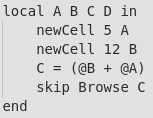 local A B C D in
    newCell 5 A
    newCell 12 B
    C = (@B + @A)
    skip Browse C
end